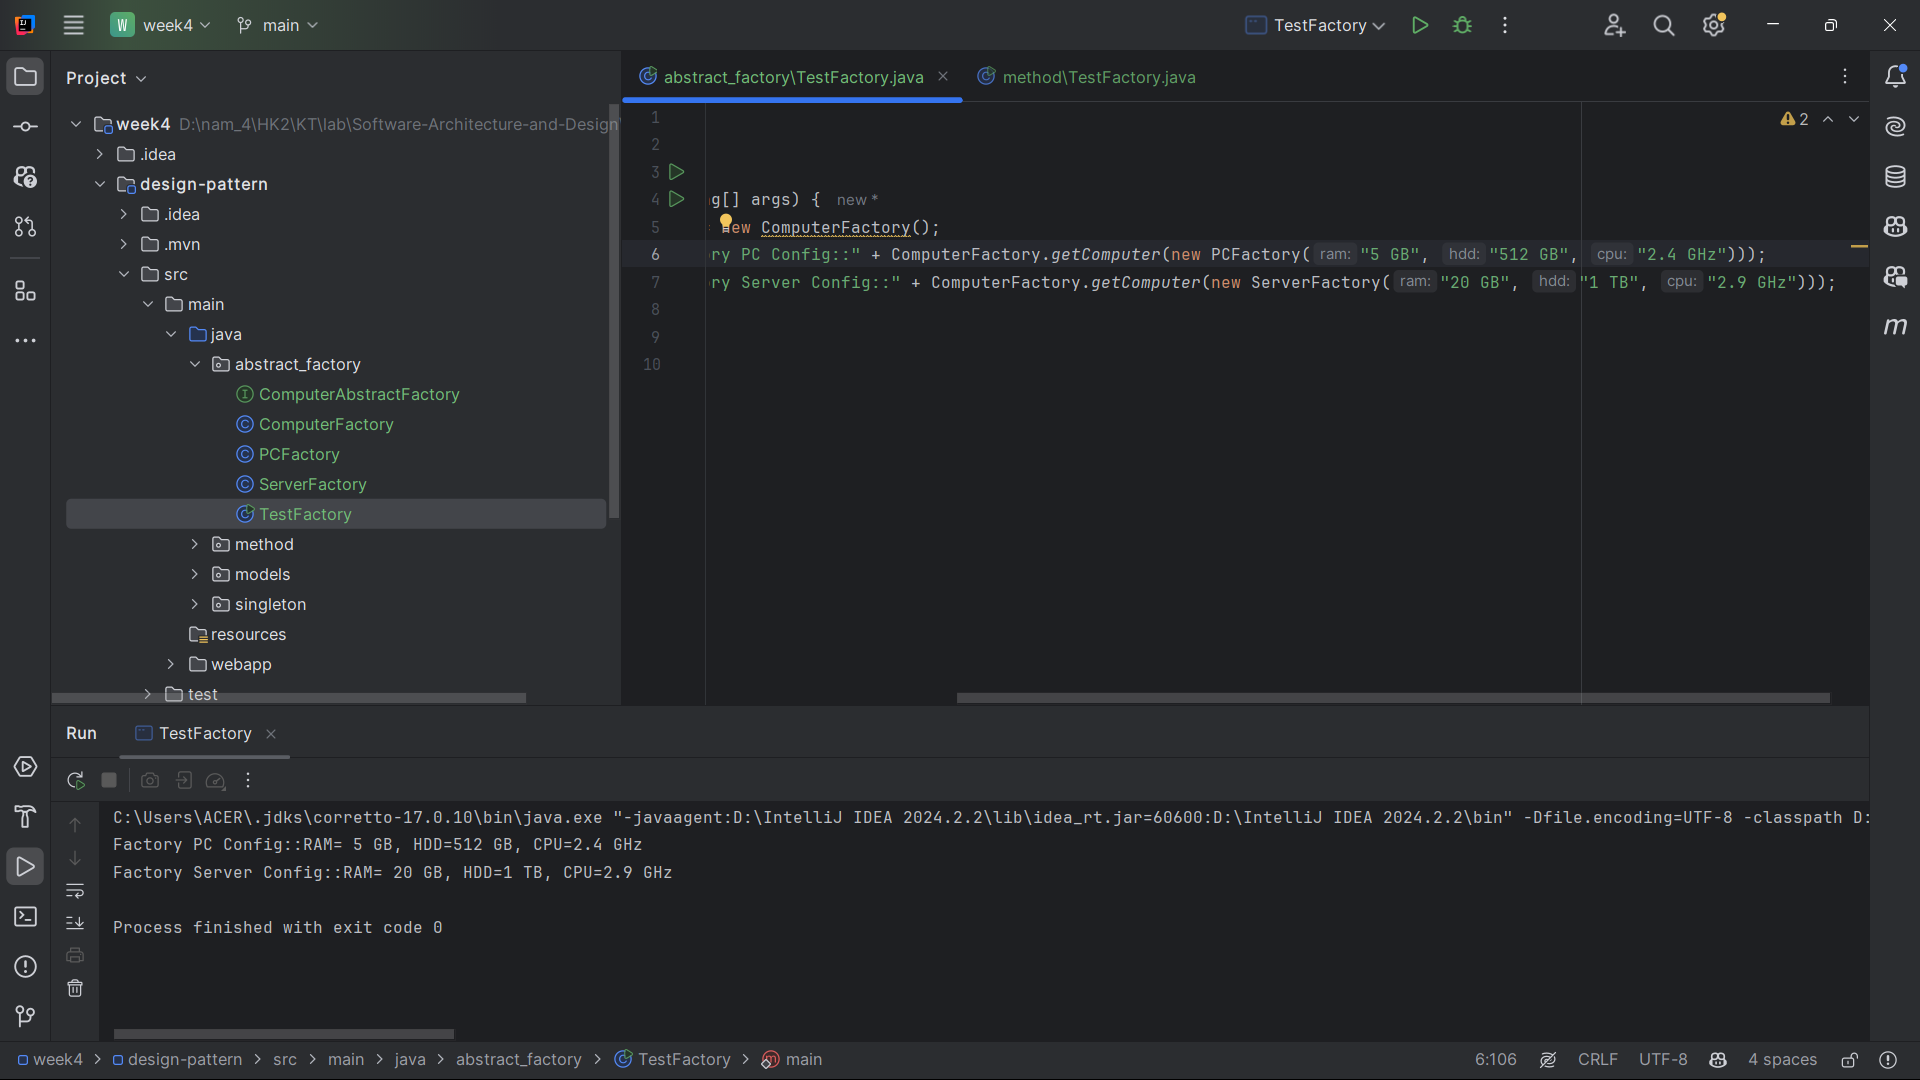 W week4 main TestFactory
Project
week4 D:\nam_4\HK2\KT\lab\Software-Architecture-and-Design
.idea
design-pattern
.idea
.mvn
src
main
java
abstract_factory
ComputerAbstractFactory
ComputerFactory
PCFactory
ServerFactory
TestFactory
method
models
singleton
resources
webapp
test
abstract_factory\TestFactory.java method\TestFactory.java
2
1
2
3
4 g[] args) { new *
5 new ComputerFactory();
6 ry PC Config::" + ComputerFactory.getComputer(new PCFactory( ram: "5 GB", hdd: "512 GB", cpu: "2.4 GHz")));
7 ry Server Config::" + ComputerFactory.getComputer(new ServerFactory( ram: "20 GB", hdd: "1 TB", cpu: "2.9 GHz")));
8
9
10
m
Run TestFactory
C:\Users\ACER\.jdks\corretto-17.0.10\bin\java.exe "-javaagent:D:\IntelliJ IDEA 2024.2.2\lib\idea_rt.jar=60600:D:\IntelliJ IDEA 2024.2.2\bin" -Dfile.encoding=UTF-8 -classpath D:
Factory PC Config::RAM= 5 GB, HDD=512 GB, CPU=2.4 GHz
Factory Server Config::RAM= 20 GB, HDD=1 TB, CPU=2.9 GHz
Process finished with exit code 0
week4 > design-pattern > src > main > java > abstract_factory > TestFactory > main 6:106 CRLF UTF-8 4 spaces